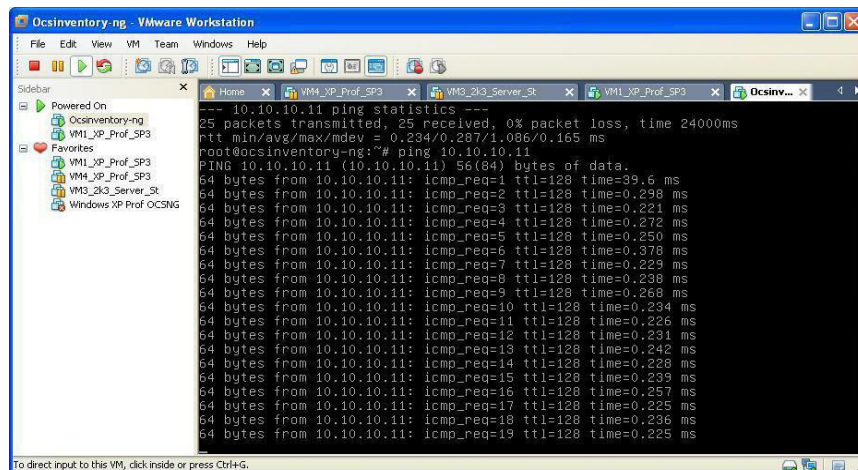 Ocsinventory-ng - VMware Workstation
File Edit View VM Team Windows Help
Sidebar
Powered On
Ocsinventory-ng
VM1_XP_Prof_SP3
Favorites
VM1_XP_Prof_SP3
VM4_XP_Prof_SP3
VM3_2k3_Server_St
Windows XP Prof OCSNG
Home VM4_XP_Prof_SP3 VM3_2k3_Server_St VM1_XP_Prof_SP3 Ocsinv...
--- 10.10.10.11 ping statistics ---
25 packets transmitted, 25 received, 0% packet loss, time 24000ms
rtt min/avg/max/mdev = 0.234/0.287/1.086/0.165 ms
root@ocsinventory-ng:~# ping 10.10.10.11
PING 10.10.10.11 (10.10.10.11) 56(84) bytes of data.
64 bytes from 10.10.10.11: icmp_req=1 ttl=128 time=39.6 ms
64 bytes from 10.10.10.11: icmp_req=2 ttl=128 time=0.298 ms
64 bytes from 10.10.10.11: icmp_req=3 ttl=128 time=0.221 ms
64 bytes from 10.10.10.11: icmp_req=4 ttl=128 time=0.272 ms
64 bytes from 10.10.10.11: icmp_req=5 ttl=128 time=0.250 ms
64 bytes from 10.10.10.11: icmp_req=6 ttl=128 time=0.378 ms
64 bytes from 10.10.10.11: icmp_req=7 ttl=128 time=0.229 ms
64 bytes from 10.10.10.11: icmp_req=8 ttl=128 time=0.238 ms
64 bytes from 10.10.10.11: icmp_req=9 ttl=128 time=0.268 ms
64 bytes from 10.10.10.11: icmp_req=10 ttl=128 time=0.234 ms
64 bytes from 10.10.10.11: icmp_req=11 ttl=128 time=0.226 ms
64 bytes from 10.10.10.11: icmp_req=12 ttl=128 time=0.231 ms
64 bytes from 10.10.10.11: icmp_req=13 ttl=128 time=0.242 ms
64 bytes from 10.10.10.11: icmp_req=14 ttl=128 time=0.228 ms
64 bytes from 10.10.10.11: icmp_req=15 ttl=128 time=0.239 ms
64 bytes from 10.10.10.11: icmp_req=16 ttl=128 time=0.257 ms
64 bytes from 10.10.10.11: icmp_req=17 ttl=128 time=0.225 ms
64 bytes from 10.10.10.11: icmp_req=18 ttl=128 time=0.236 ms
64 bytes from 10.10.10.11: icmp_req=19 ttl=128 time=0.225 ms
To direct input to this VM, click inside or press Ctrl+G.